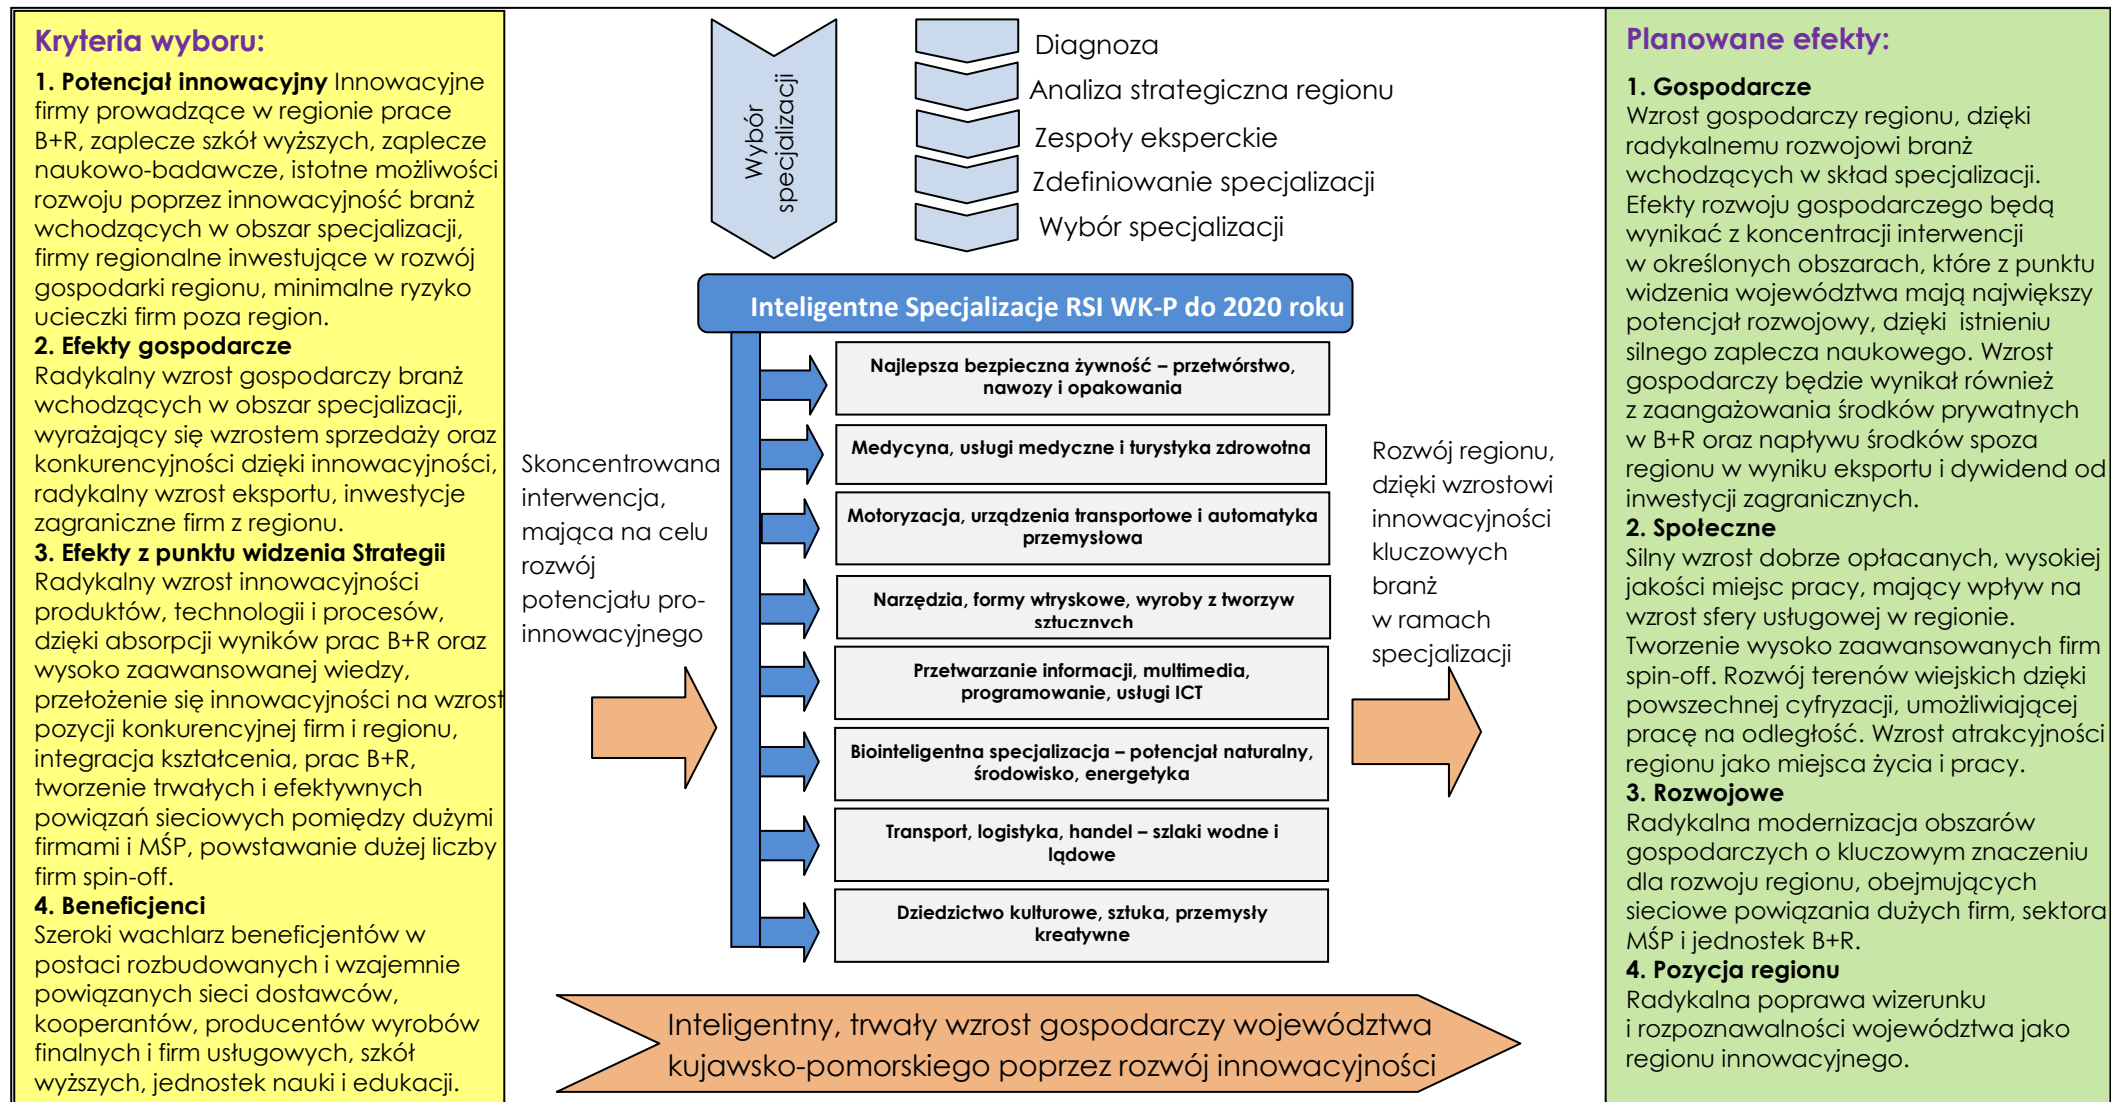 Kryteria wyboru:
1. Potencjał innowacyjny Innowacyjne
firmy prowadzące w regionie prace
B+R, zaplecze szkół wyższych, zaplecze
naukowo-badawcze, istotne możliwości
rozwoju poprzez innowacyjność branż
wchodzących w obszar specjalizacji,
firmy regionalne inwestujące w rozwój
gospodarki regionu, minimalne ryzyko
ucieczki firm poza region.
2. Efekty gospodarcze
Radykalny wzrost gospodarczy branż
wchodzących w obszar specjalizacji,
wyrażający się wzrostem sprzedaży oraz
konkurencyjności dzięki innowacyjności,
radykalny wzrost eksportu, inwestycje
zagraniczne firm z regionu.
3. Efekty z punktu widzenia Strategii
Radykalny wzrost innowacyjności
produktów, technologii i procesów,
dzięki absorpcji wyników prac B+R oraz
wysoko zaawansowanej wiedzy,
przełożenie się innowacyjności na wzrost
pozycji konkurencyjnej firm i regionu,
integracja kształcenia, prac B+R,
tworzenie trwałych i efektywnych
powiązań sieciowych pomiędzy dużymi
firmami i MŚP, powstawanie dużej liczby
firm spin-off.
4. Beneficjenci
Szeroki wachlarz beneficjentów w
postaci rozbudowanych i wzajemnie
powiązanych sieci dostawców,
kooperantów, producentów wyrobów
finalnych i firm usługowych, szkół
wyższych, jednostek nauki i edukacji.
Wybór
specjalizacji
Diagnoza
Analiza strategiczna regionu
Zespoły eksperckie
Zdefiniowanie specjalizacji
Wybór specjalizacji
Inteligentne Specjalizacje RSI WK-P do 2020 roku
Skoncentrowana
interwencja,
mająca na celu
rozwój
potencjału pro-
innowacyjnego
Najlepsza bezpieczna żywność – przetwórstwo,
nawozy i opakowania
Medycyna, usługi medyczne i turystyka zdrowotna
Motoryzacja, urządzenia transportowe i automatyka
przemysłowa
Narzędzia, formy wtryskowe, wyroby z tworzyw
sztucznych
Przetwarzanie informacji, multimedia,
programowanie, usługi ICT
Biointeligentna specjalizacja – potencjał naturalny,
środowisko, energetyka
Transport, logistyka, handel – szlaki wodne i
lądowe
Dziedzictwo kulturowe, sztuka, przemysły
kreatywne
Rozwój regionu,
dzięki wzrostowi
innowacyjności
kluczowych
branż
w ramach
specjalizacji
Inteligentny, trwały wzrost gospodarczy województwa
kujawsko-pomorskiego poprzez rozwój innowacyjności
Planowane efekty:
1. Gospodarcze
Wzrost gospodarczy regionu, dzięki
radykalnemu rozwojowi branż
wchodzących w skład specjalizacji.
Efekty rozwoju gospodarczego będą
wynikać z koncentracji interwencji
w określonych obszarach, które z punktu
widzenia województwa mają największy
potencjał rozwojowy, dzięki istnieniu
silnego zaplecza naukowego. Wzrost
gospodarczy będzie wynikał również
z zaangażowania środków prywatnych
w B+R oraz napływu środków spoza
regionu w wyniku eksportu i dywidend od
inwestycji zagranicznych.
2. Społeczne
Silny wzrost dobrze opłacanych, wysokiej
jakości miejsc pracy, mający wpływ na
wzrost sfery usługowej w regionie.
Tworzenie wysoko zaawansowanych firm
spin-off. Rozwój terenów wiejskich dzięki
powszechnej cyfryzacji, umożliwiającej
pracę na odległość. Wzrost atrakcyjności
regionu jako miejsca życia i pracy.
3. Rozwojowe
Radykalna modernizacja obszarów
gospodarczych o kluczowym znaczeniu
dla rozwoju regionu, obejmujących
sieciowe powiązania dużych firm, sektora
MŚP i jednostek B+R.
4. Pozycja regionu
Radykalna poprawa wizerunku
i rozpoznawalności województwa jako
regionu innowacyjnego.